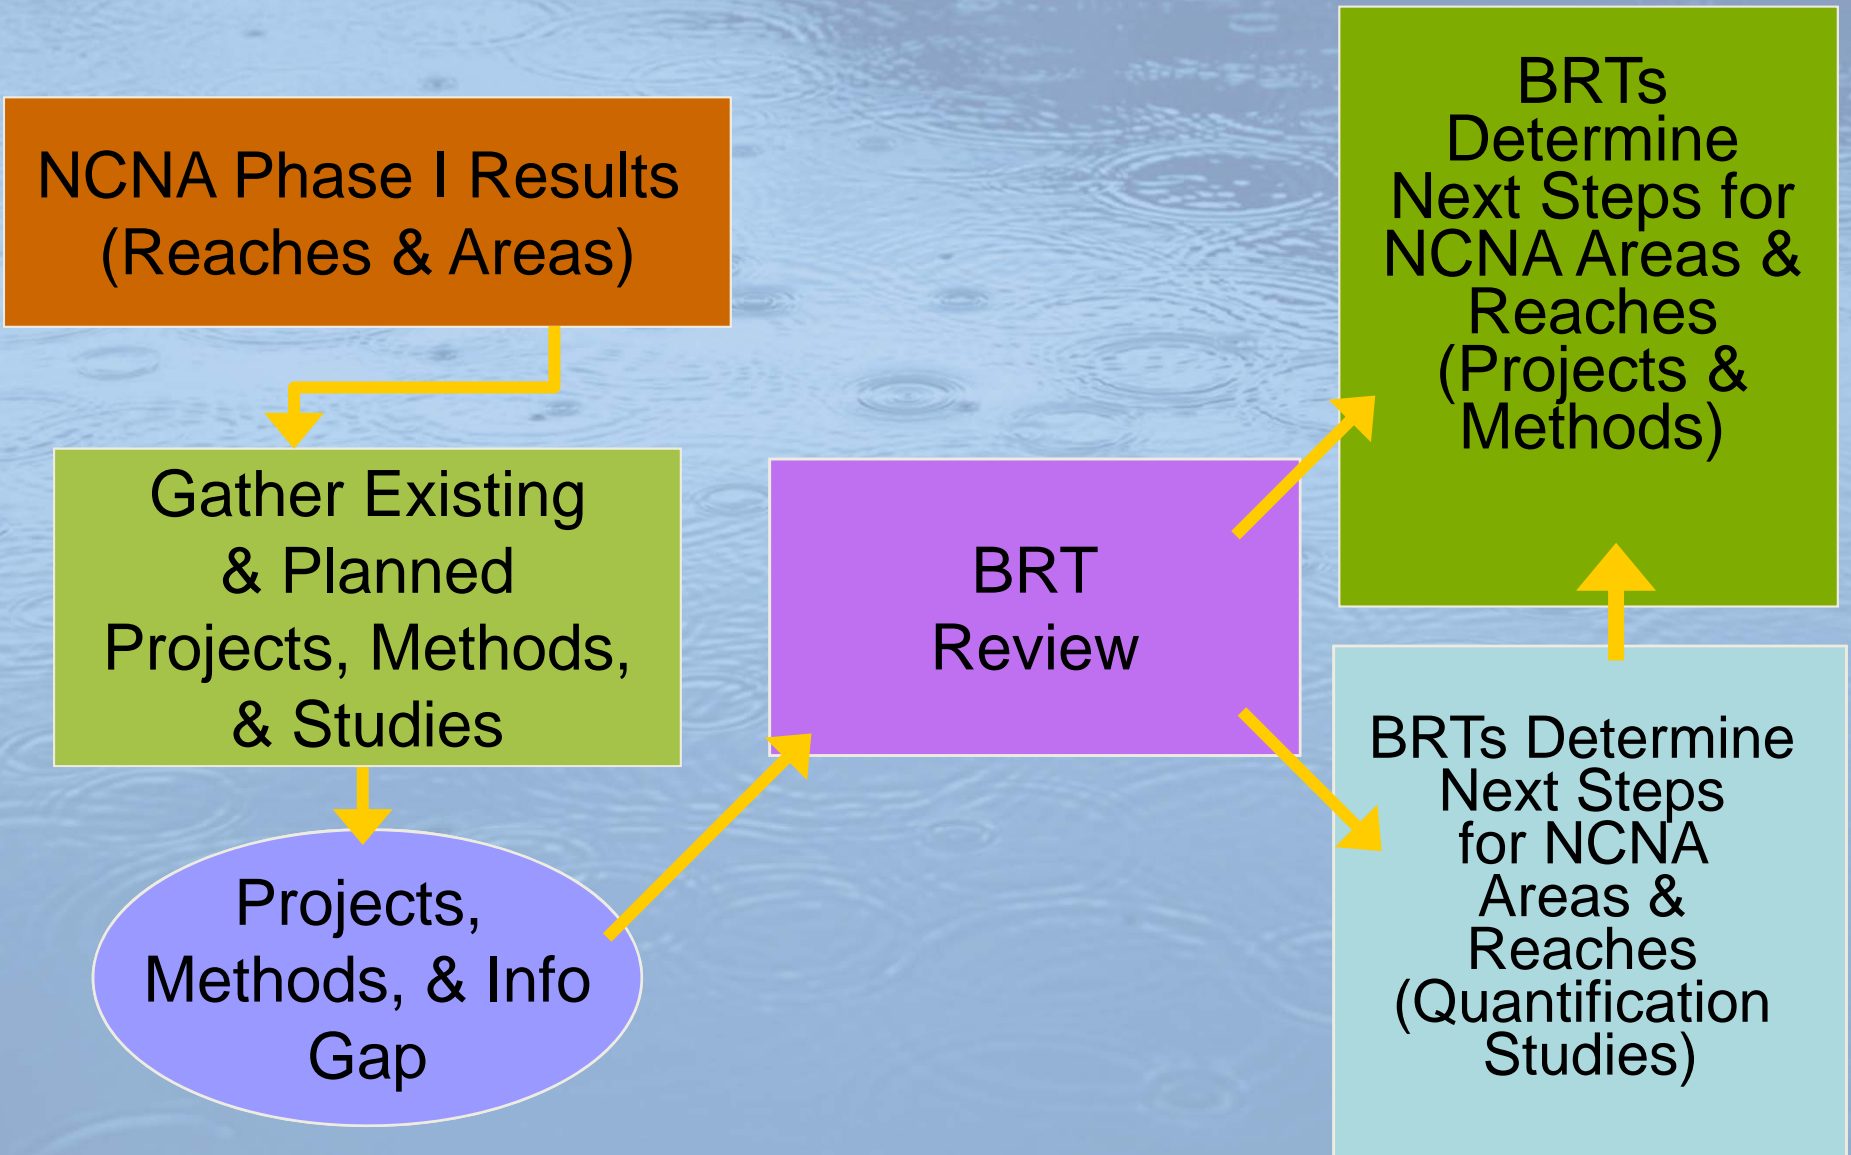 NCNA Phase I Results
(Reaches & Areas)
Gather Existing
& Planned
Projects, Methods,
& Studies
Projects,
Methods, & Info
Gap
BRT
Review
BRTs
Determine
Next Steps for
NCNA Areas &
Reaches
(Projects &
Methods)
BRTs Determine
Next Steps
for NCNA
Areas &
Reaches
(Quantification
Studies)